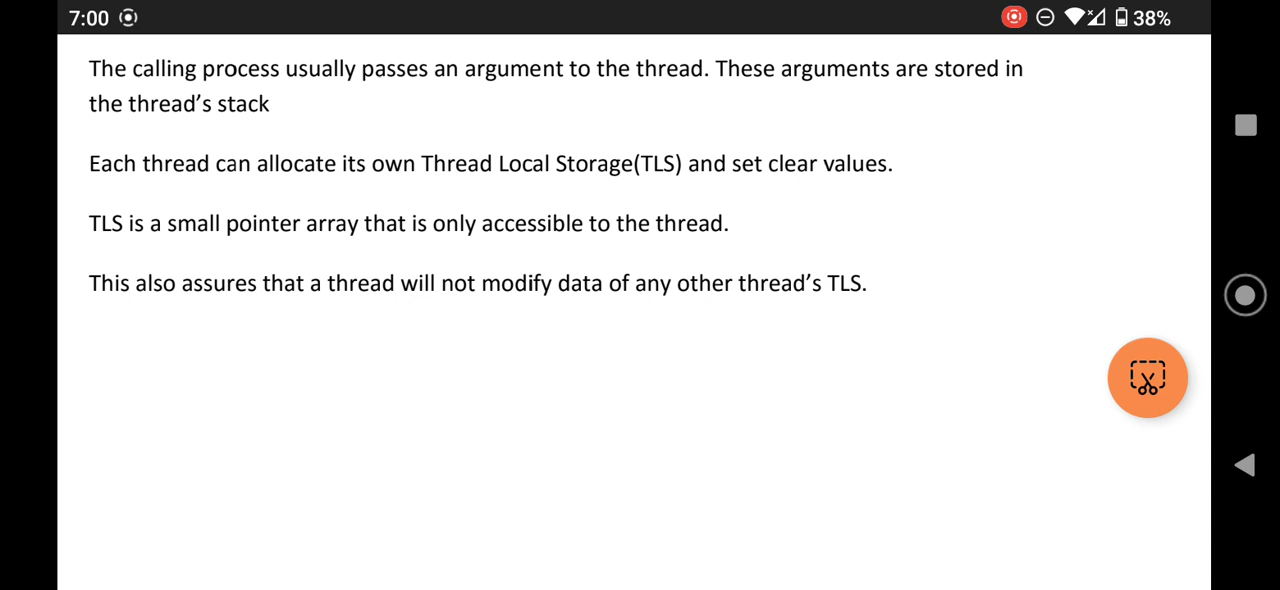 7:00 38%
The calling process usually passes an argument to the thread. These arguments are stored in
the thread’s stack
Each thread can allocate its own Thread Local Storage(TLS) and set clear values.
TLS is a small pointer array that is only accessible to the thread.
This also assures that a thread will not modify data of any other thread’s TLS.